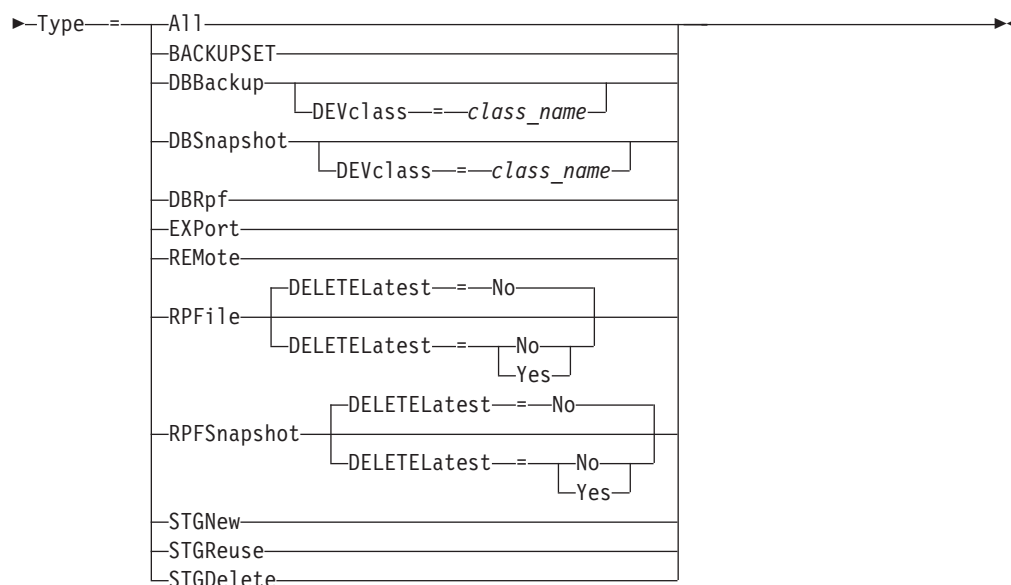 Type = All
BACKUPSET
DBBackup
DEVclass = class_name
DBSnapshot
DEVclass = class_name
DBRpf
EXPort
REMote
DELETELatest = No
RPFile
DELETELatest = No
Yes
DELETELatest = No
RPFSnapshot
DELETELatest = No
Yes
STGNew
STGReuse
STGDelete